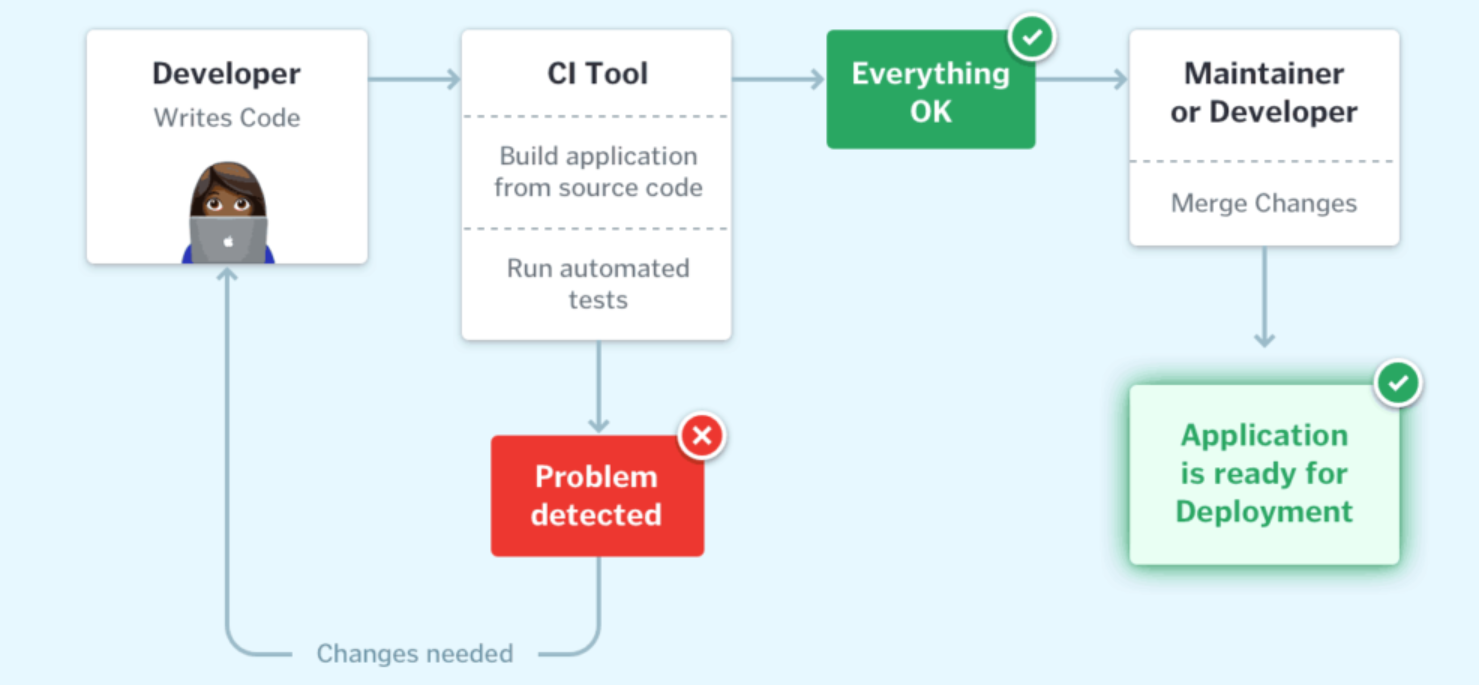 Developer
Writes Code
CI Tool
Build application
from source code
Run automated
tests
Everything
OK
Maintainer
or Developer
Merge Changes
Problem
detected
Application
is ready for
Deployment
Changes needed